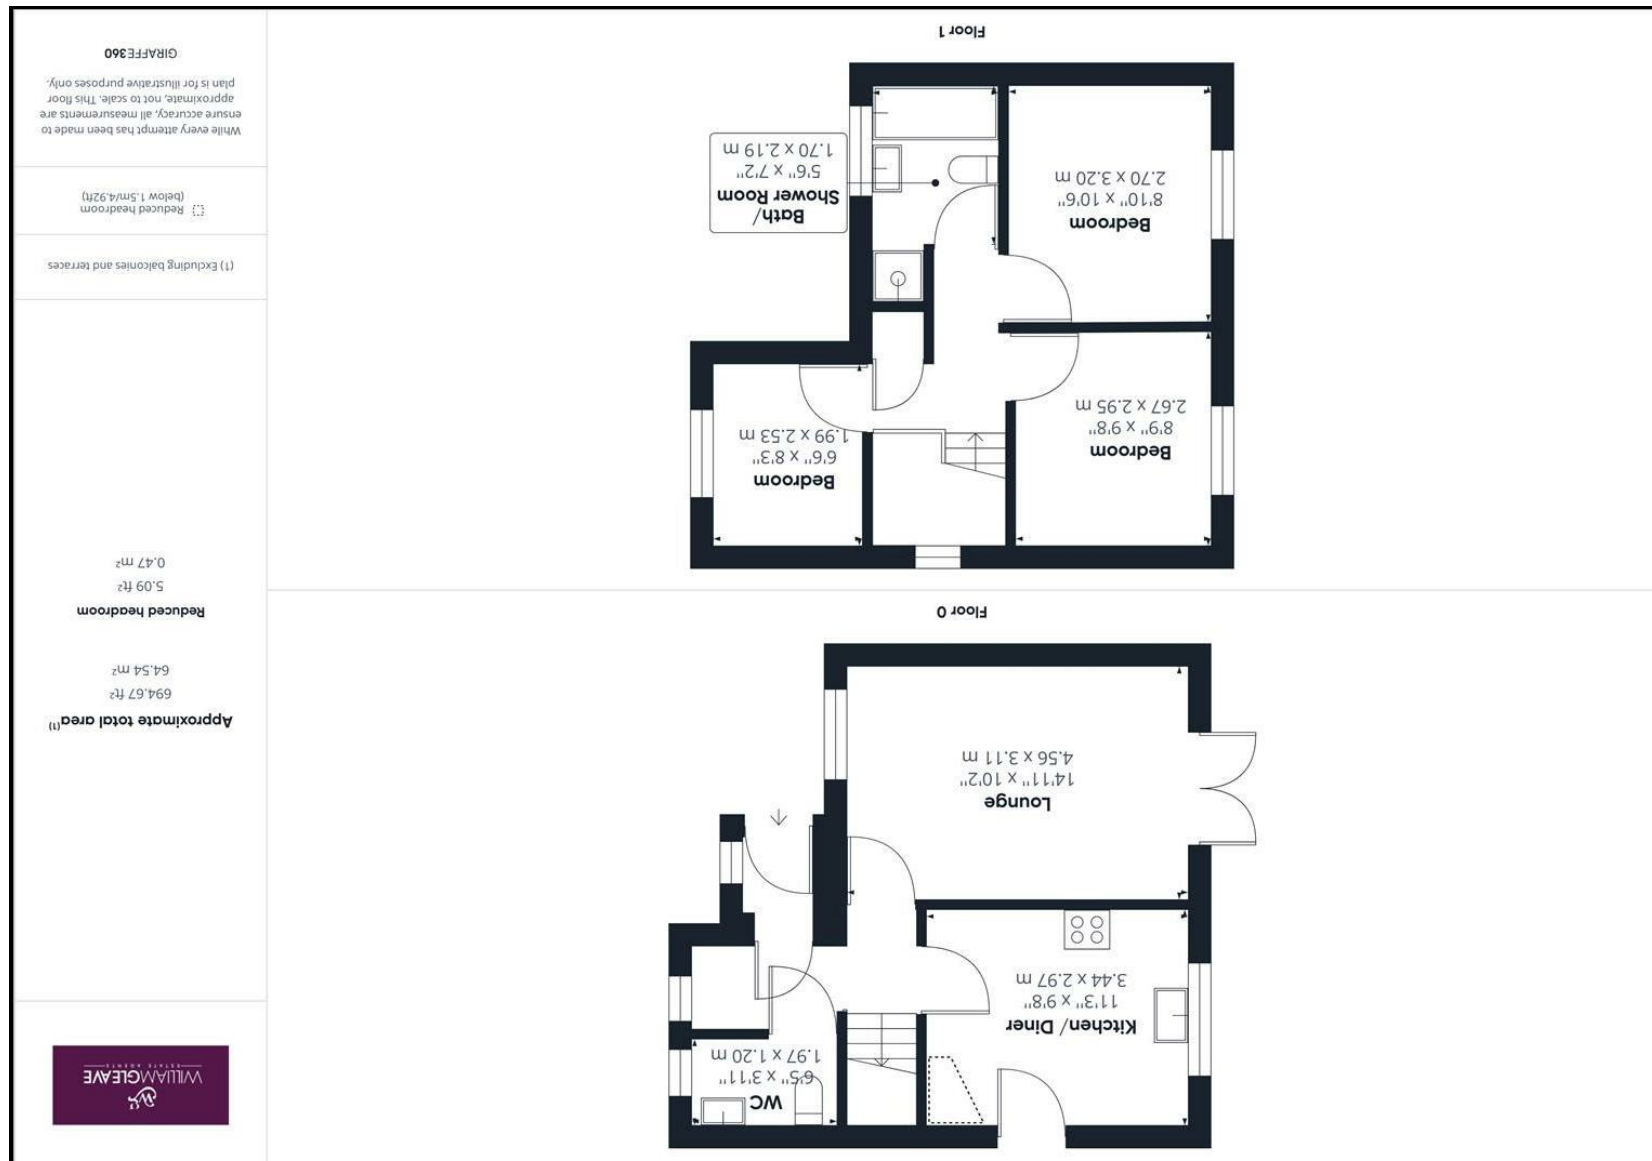 WC
6'5" x 3'11"
1.97 x 1.20 m
Kitchen/ Diner
11'3" x 9'8"
3.44 x 2.97 m
Lounge
14'11" x 10'2"
4.56 x 3.11 m
Floor 0
Bedroom
8'9" x 9'8"
2.67 x 2.95 m
Bedroom
6'6" x 8'3"
1.99 x 2.53 m
Bedroom
8'10" x 10'6"
2.70 x 3.20 m
Bath/
Shower Room
5'6" x 7'2"
1.70 x 2.19 m
Floor 1
WG
WILLIAMGLEAVE
ESTATE AGENTS
Approximate total area(1)
694.67 ft²
64.54 m²
Reduced headroom
5.09 ft²
0.47 m²
(1) Excluding balconies and terraces
Reduced headroom
(below 1.5m/4.92ft)
While every attempt has been made to
ensure accuracy, all measurements are
approximate, not to scale. This floor
plan is for illustrative purposes only.
GIRAFFE360